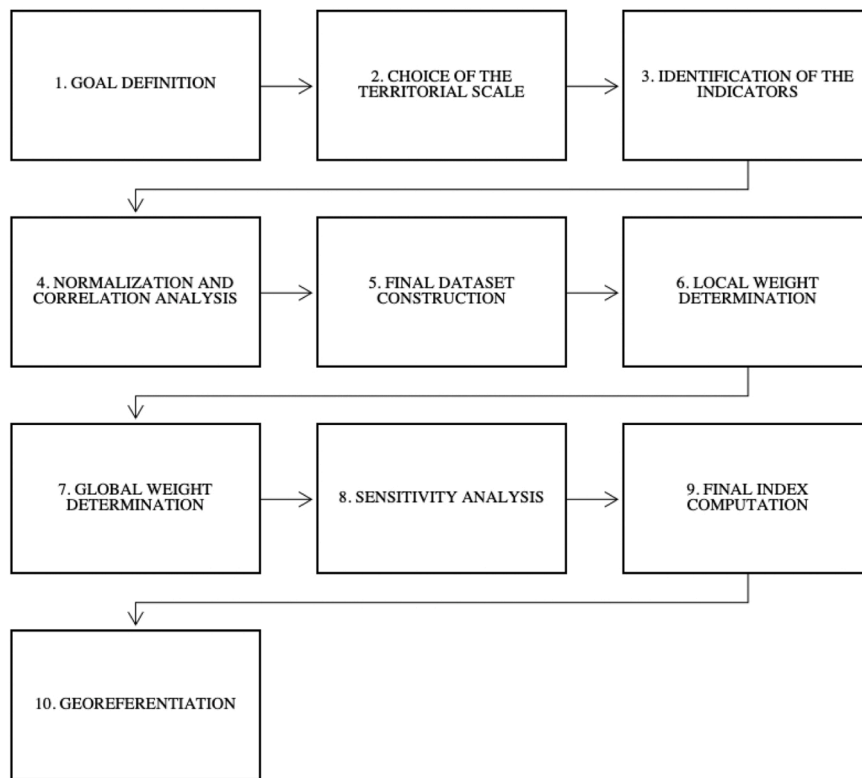 1. GOAL DEFINITION
2. CHOICE OF THE
TERRITORIAL SCALE
3. IDENTIFICATION OF THE
INDICATORS
4. NORMALIZATION AND
CORRELATION ANALYSIS
5. FINAL DATASET
CONSTRUCTION
6. LOCAL WEIGHT
DETERMINATION
7. GLOBAL WEIGHT
DETERMINATION
8. SENSITIVITY ANALYSIS
9. FINAL INDEX
COMPUTATION
10. GEOREFERENTIATION